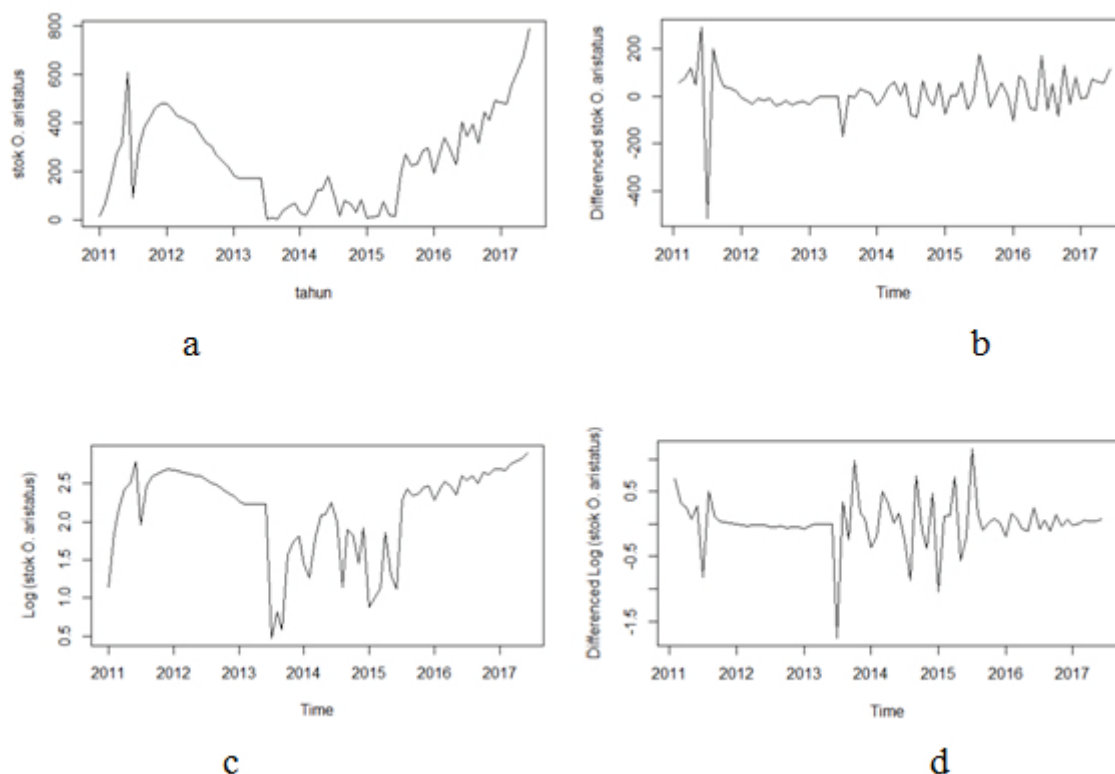 stok O. aristatus
0 200 400 600 800
2011 2012 2013 2014 2015 2016 2017
tahun
a
Differenced stok O. aristatus
-400 -200 0 200
2011 2012 2013 2014 2015 2016 2017
Time
b
Log (stok O. aristatus)
0.5 1.0 1.5 2.0 2.5
2011 2012 2013 2014 2015 2016 2017
Time
c
Differenced Log (stok O. aristatus)
-1.5 -0.5 0.5
2011 2012 2013 2014 2015 2016 2017
Time
d